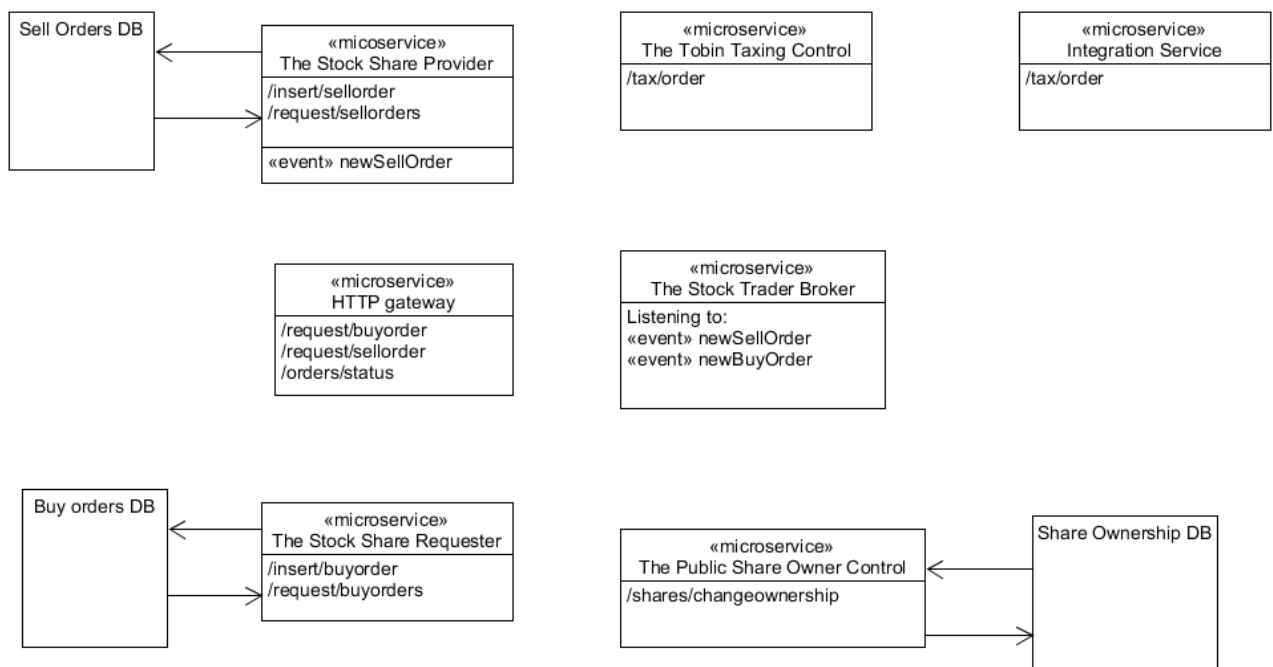 Sell Orders DB
«micoservice»
The Stock Share Provider
/insert/sellorder
/request/sellorders
«event» newSellOrder
«microservice»
The Tobin Taxing Control
/tax/order
«microservice»
Integration Service
/tax/order
«microservice»
HTTP gateway
/request/buyorder
/request/sellorder
/orders/status
«microservice»
The Stock Trader Broker
Listening to:
«event» newSellOrder
«event» newBuyOrder
Buy orders DB
«microservice»
The Stock Share Requester
/insert/buyorder
/request/buyorders
«microservice»
The Public Share Owner Control
/shares/changeownership
Share Ownership DB